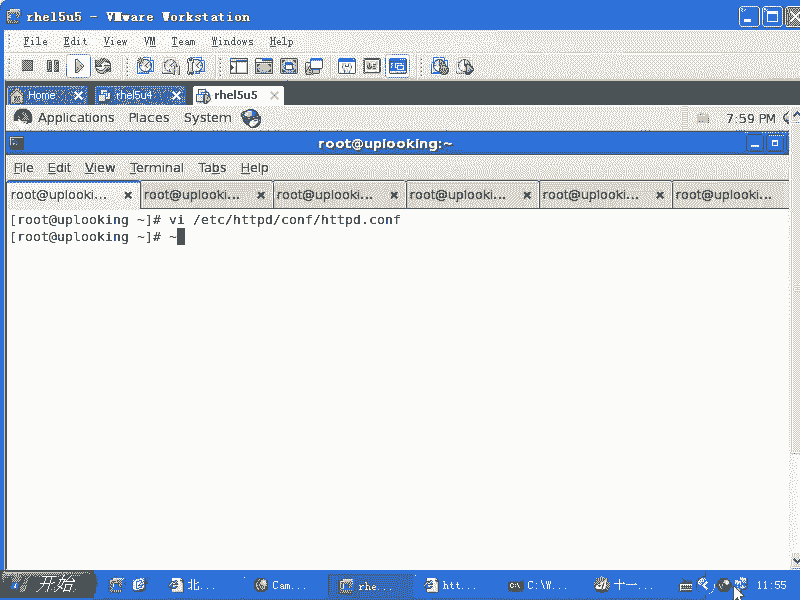 rhel5u5 - VMware Workstation
File Edit View VM Team Windows Help
Home rhel5u4 rhel5u5
Applications Places System 7:59 PM
root@uplooking:~
File Edit View Terminal Tabs Help
root@uplooki... root@uplooki... root@uplooki... root@uplooki... root@uplooki... root@uplooki...
[root@uplooking ~]# vi /etc/httpd/conf/httpd.conf
[root@uplooking ~]# ~
开始 北... Cam... rhe... htt... C:\W... 十一... 11:55